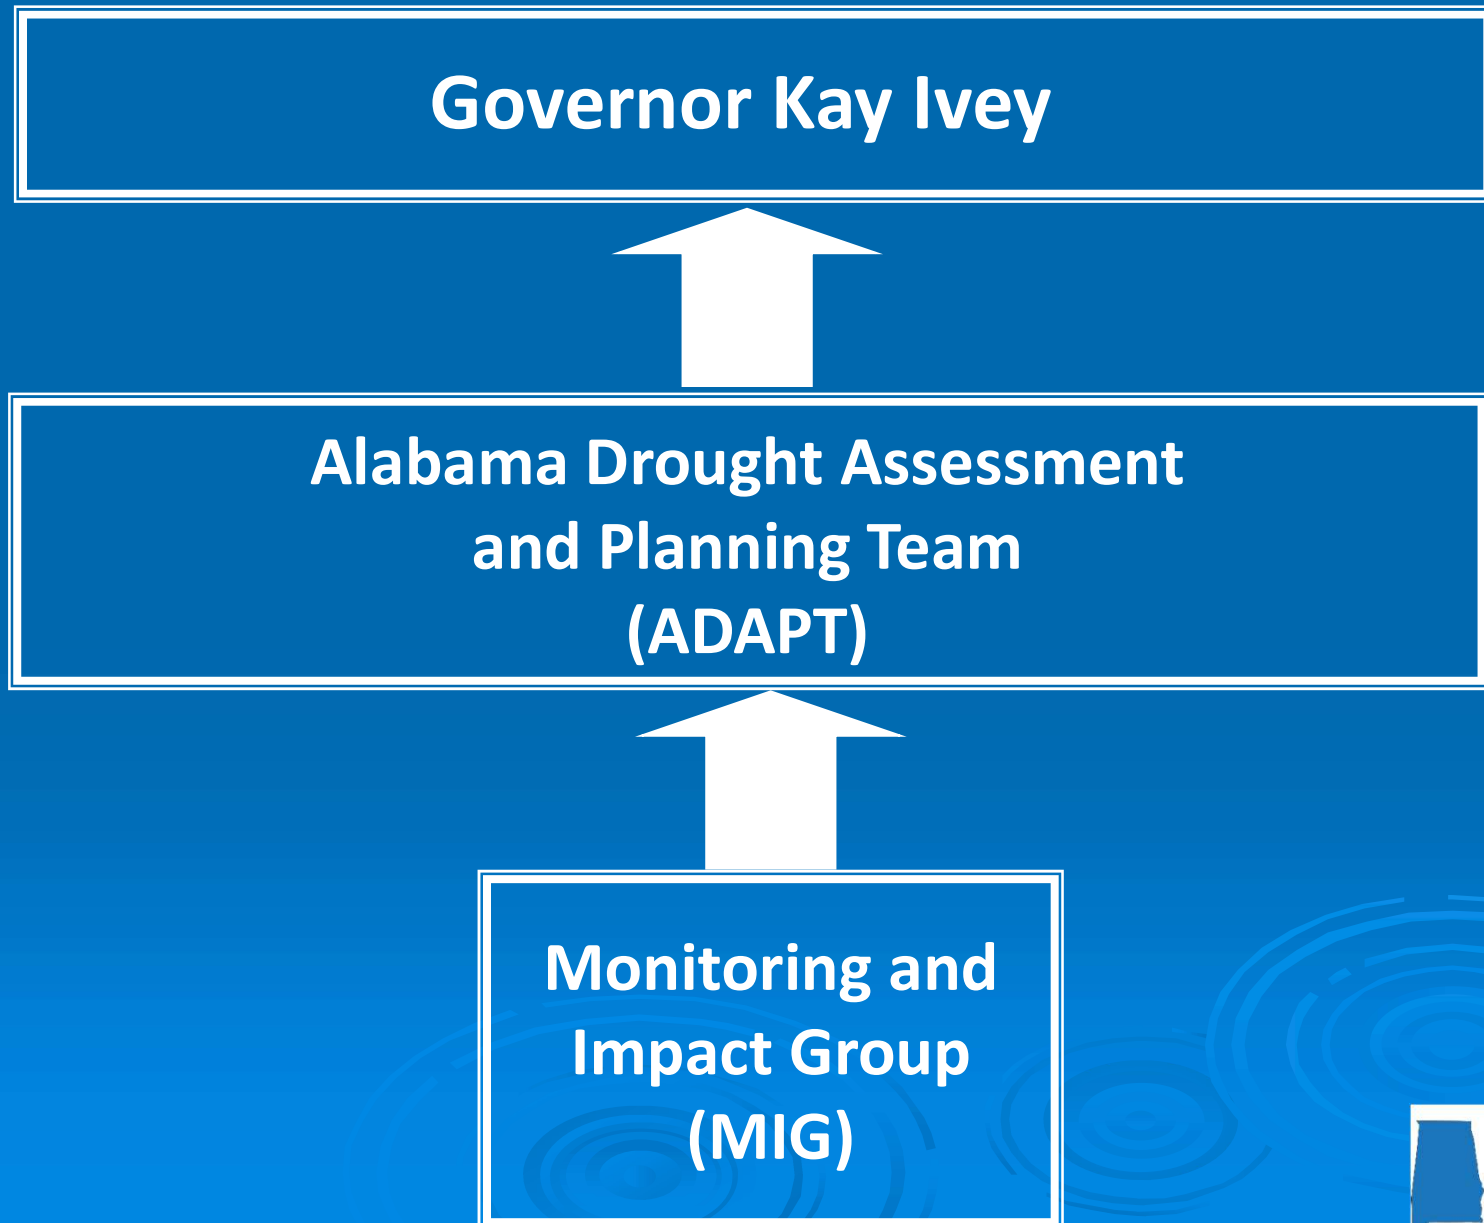 Governor Kay Ivey
Alabama Drought Assessment
and Planning Team
(ADAPT)
Monitoring and
Impact Group
(MIG)